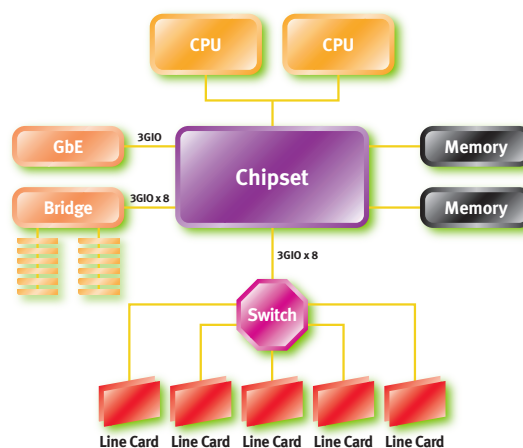 CPU
CPU
3GIO
GbE
Chipset
Memory
3GIO x 8
Bridge
Memory
3GIO x 8
Switch
Line Card
Line Card
Line Card
Line Card
Line Card